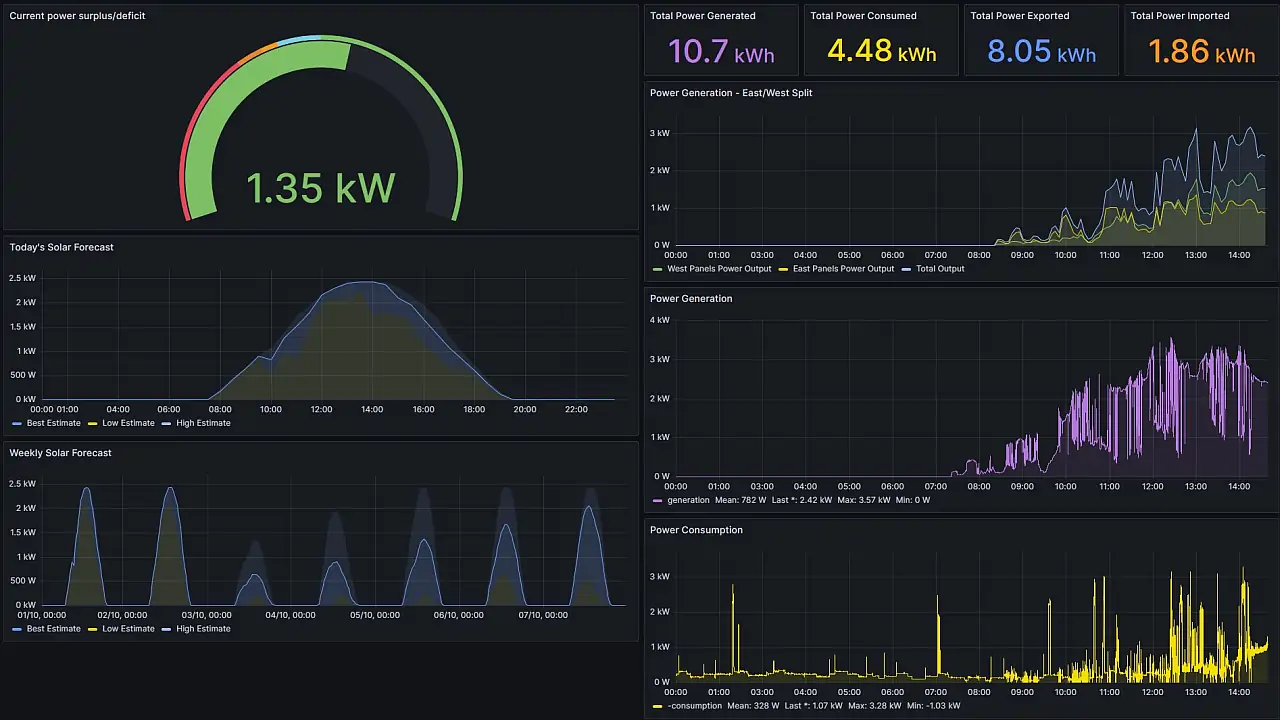 Current power surplus/deficit
1.35 kW
Total Power Generated
10.7 kWh
Total Power Consumed
4.48 kWh
Total Power Exported
8.05 kWh
Total Power Imported
1.86 kWh
Today's Solar Forecast
2.5 kW
2 kW
1.5 kW
1 kW
500 W
0 kW
00:00 01:00 04:00 06:00 08:00 10:00 12:00 14:00 16:00 18:00 20:00 22:00
Best Estimate Low Estimate High Estimate
Weekly Solar Forecast
2.5 kW
2 kW
1.5 kW
1 kW
500 W
0 kW
01/10, 00:00 02/10, 00:00 03/10, 00:00 04/10, 00:00 05/10, 00:00 06/10, 00:00 07/10, 00:00
Best Estimate Low Estimate High Estimate
Power Generation - East/West Split
3 kW
2 kW
1 kW
0 W
00:00 01:00 02:00 03:00 04:00 05:00 06:00 07:00 08:00 09:00 10:00 11:00 12:00 13:00 14:00
West Panels Power Output East Panels Power Output Total Output
Power Generation
4 kW
3 kW
2 kW
1 kW
0 W
00:00 01:00 02:00 03:00 04:00 05:00 06:00 07:00 08:00 09:00 10:00 11:00 12:00 13:00 14:00
generation Mean: 782 W Last *: 2.42 kW Max: 3.57 kW Min: 0 W
Power Consumption
3 kW
2 kW
1 kW
0 W
00:00 01:00 02:00 03:00 04:00 05:00 06:00 07:00 08:00 09:00 10:00 11:00 12:00 13:00 14:00
-consumption Mean: 328 W Last *: 1.07 kW Max: 3.28 kW Min: -1.03 kW